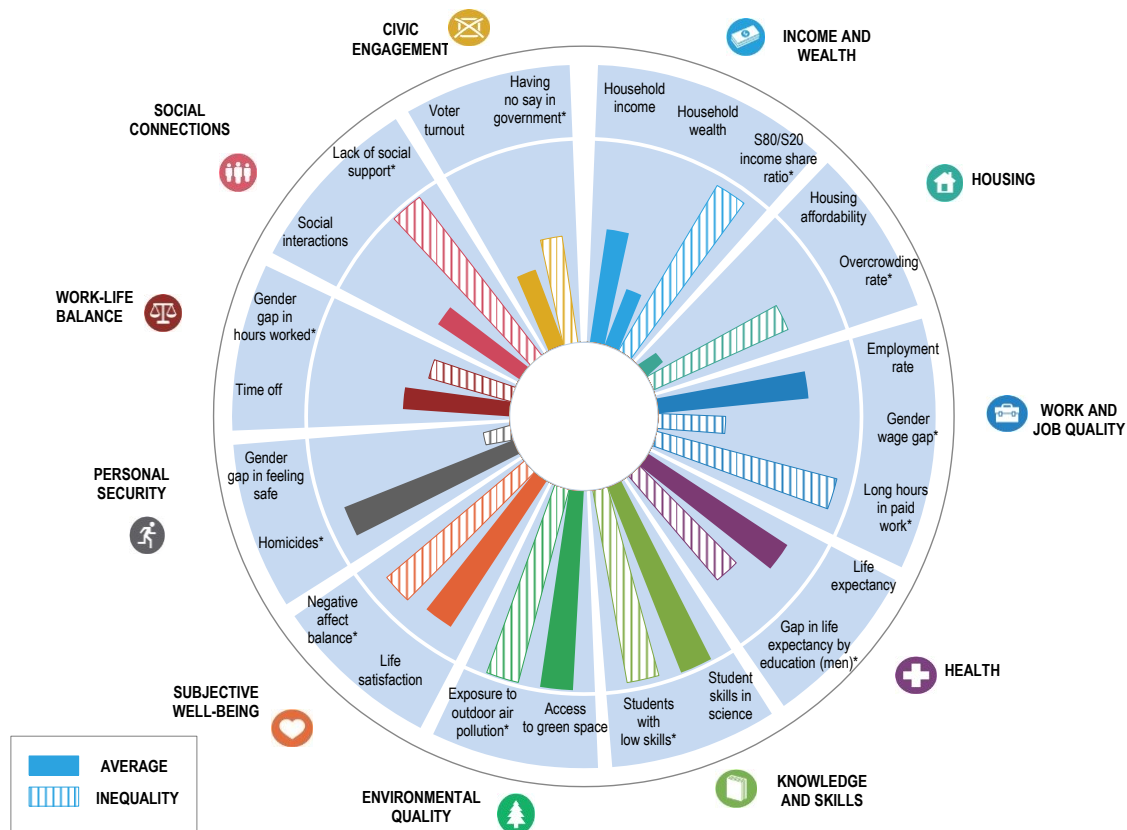 CIVIC
ENGAGEMENT
INCOME AND
WEALTH
Having
no say in
government*
Voter
turnout
Household
income
Household
wealth
S80/S20
income share
ratio*
SOCIAL
CONNECTIONS
Lack of social
support*
Social
interactions
HOUSING
Housing
affordability
Overcrowding
rate*
WORK-LIFE
BALANCE
Gender
gap in
hours worked*
Time off
Employment
rate
Gender
wage gap*
Long hours
in paid
work*
WORK AND
JOB QUALITY
PERSONAL
SECURITY
Gender
gap in feeling
safe
Homicides*
Life
expectancy
Gap in life
expectancy by
education (men)*
HEALTH
Negative
affect
balance*
Life
satisfaction
SUBJECTIVE
WELL-BEING
Exposure to
outdoor air
pollution*
Access
to green space
Students
with
low skills*
Student
skills in
science
ENVIRONMENTAL
QUALITY
KNOWLEDGE
AND SKILLS
AVERAGE
INEQUALITY